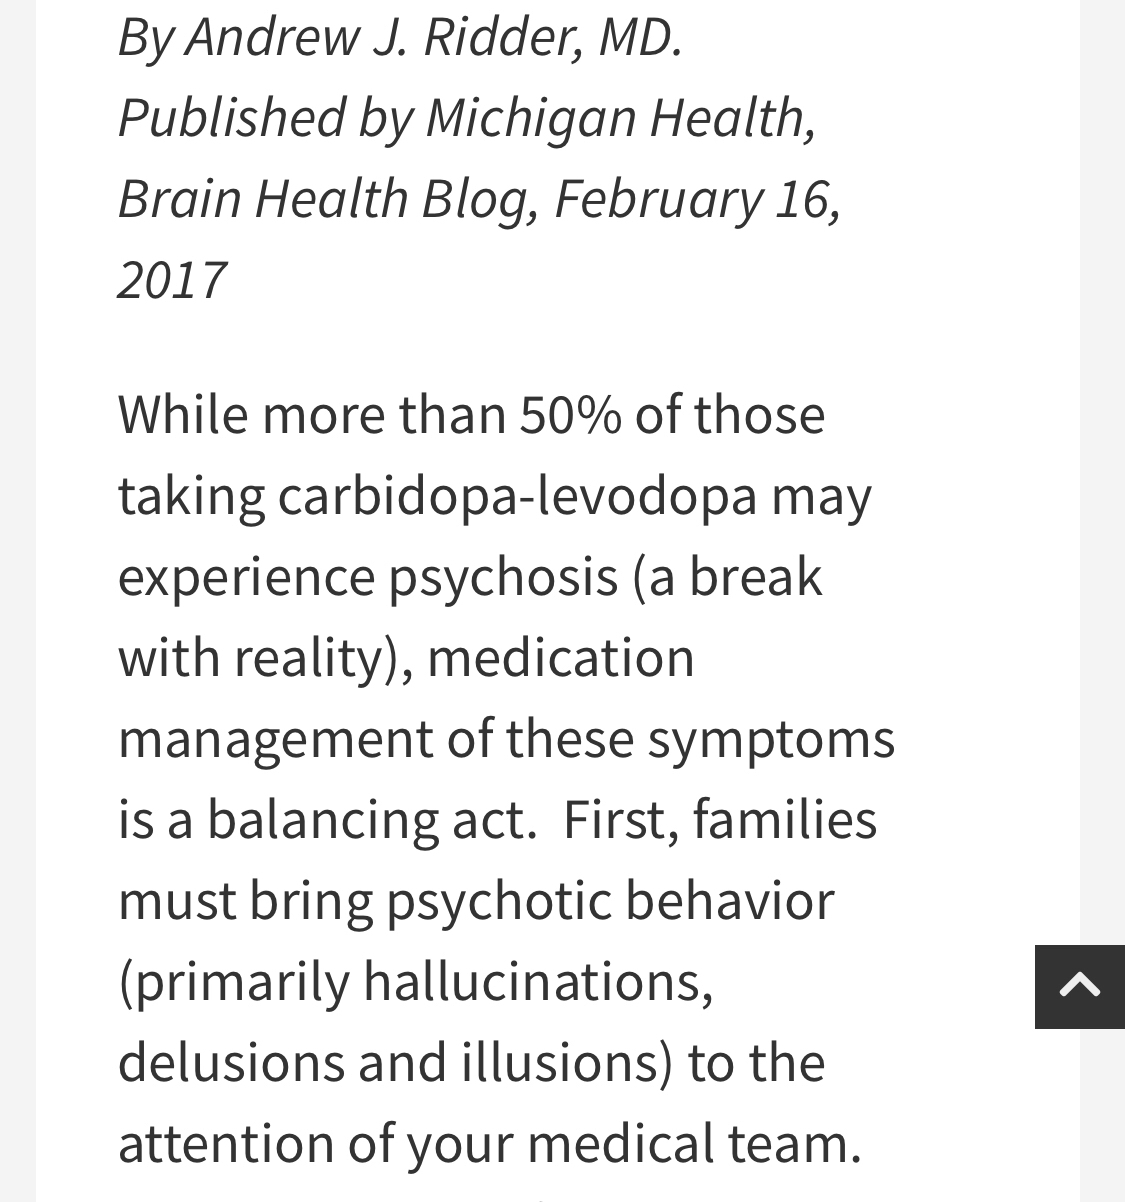 By Andrew J. Ridder, MD.
Published by Michigan Health,
Brain Health Blog, February 16,
2017
While more than 50% of those
taking carbidopa-levodopa may
experience psychosis (a break
with reality), medication
management of these symptoms
is a balancing act.  First, families
must bring psychotic behavior
(primarily hallucinations,
delusions and illusions) to the
attention of your medical team.